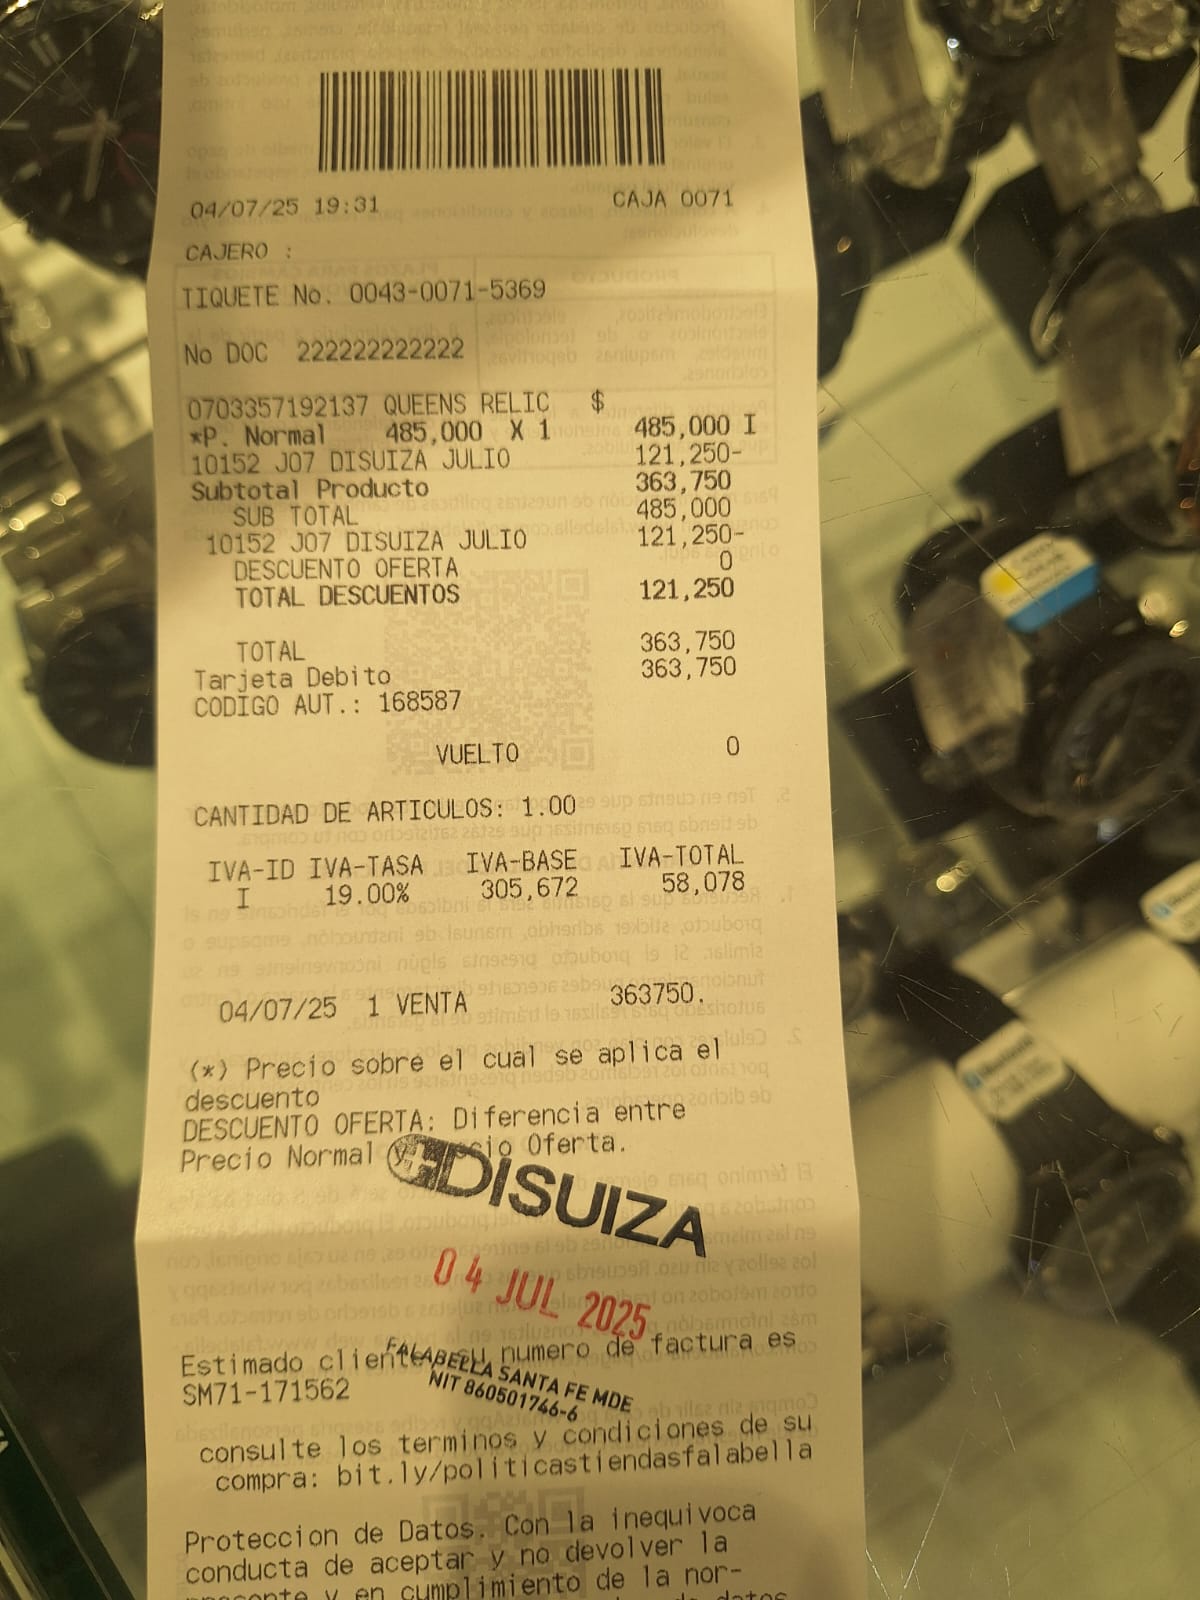 04/07/25 19:31 CAJA 0071
CAJERO :
TIQUETE No. 0043-0071-5369
No DOC 222222222222
0703357192137 QUEENS RELIC $
*P. Normal 485,000 X 1 485,000 I
10152 J07 DISUIZA JULIO 121,250-
Subtotal Producto 363,750
SUB TOTAL 485,000
10152 J07 DISUIZA JULIO 121,250-
DESCUENTO OFERTA 0
TOTAL DESCUENTOS 121,250
TOTAL 363,750
Tarjeta Debito 363,750
CODIGO AUT.: 168587
VUELTO 0
CANTIDAD DE ARTICULOS: 1.00
IVA-ID IVA-TASA IVA-BASE IVA-TOTAL
I 19.00% 305,672 58,078
04/07/25 1 VENTA 363750.
(*) Precio sobre el cual se aplica el
descuento
DESCUENTO OFERTA: Diferencia entre
Precio Normal y Oferta.
DISUIZA
04 JUL 2025
Estimado cliente su numero de factura es
SM71-171562
FALABELLA SANTA FE MDE
NIT 860501746-6
consulte los terminos y condiciones de su
compra: bit.ly/politicastiendasfalabella
Proteccion de Datos. Con la inequivoca
conducta de aceptar y no devolver la
y en cumplimiento de la nor-